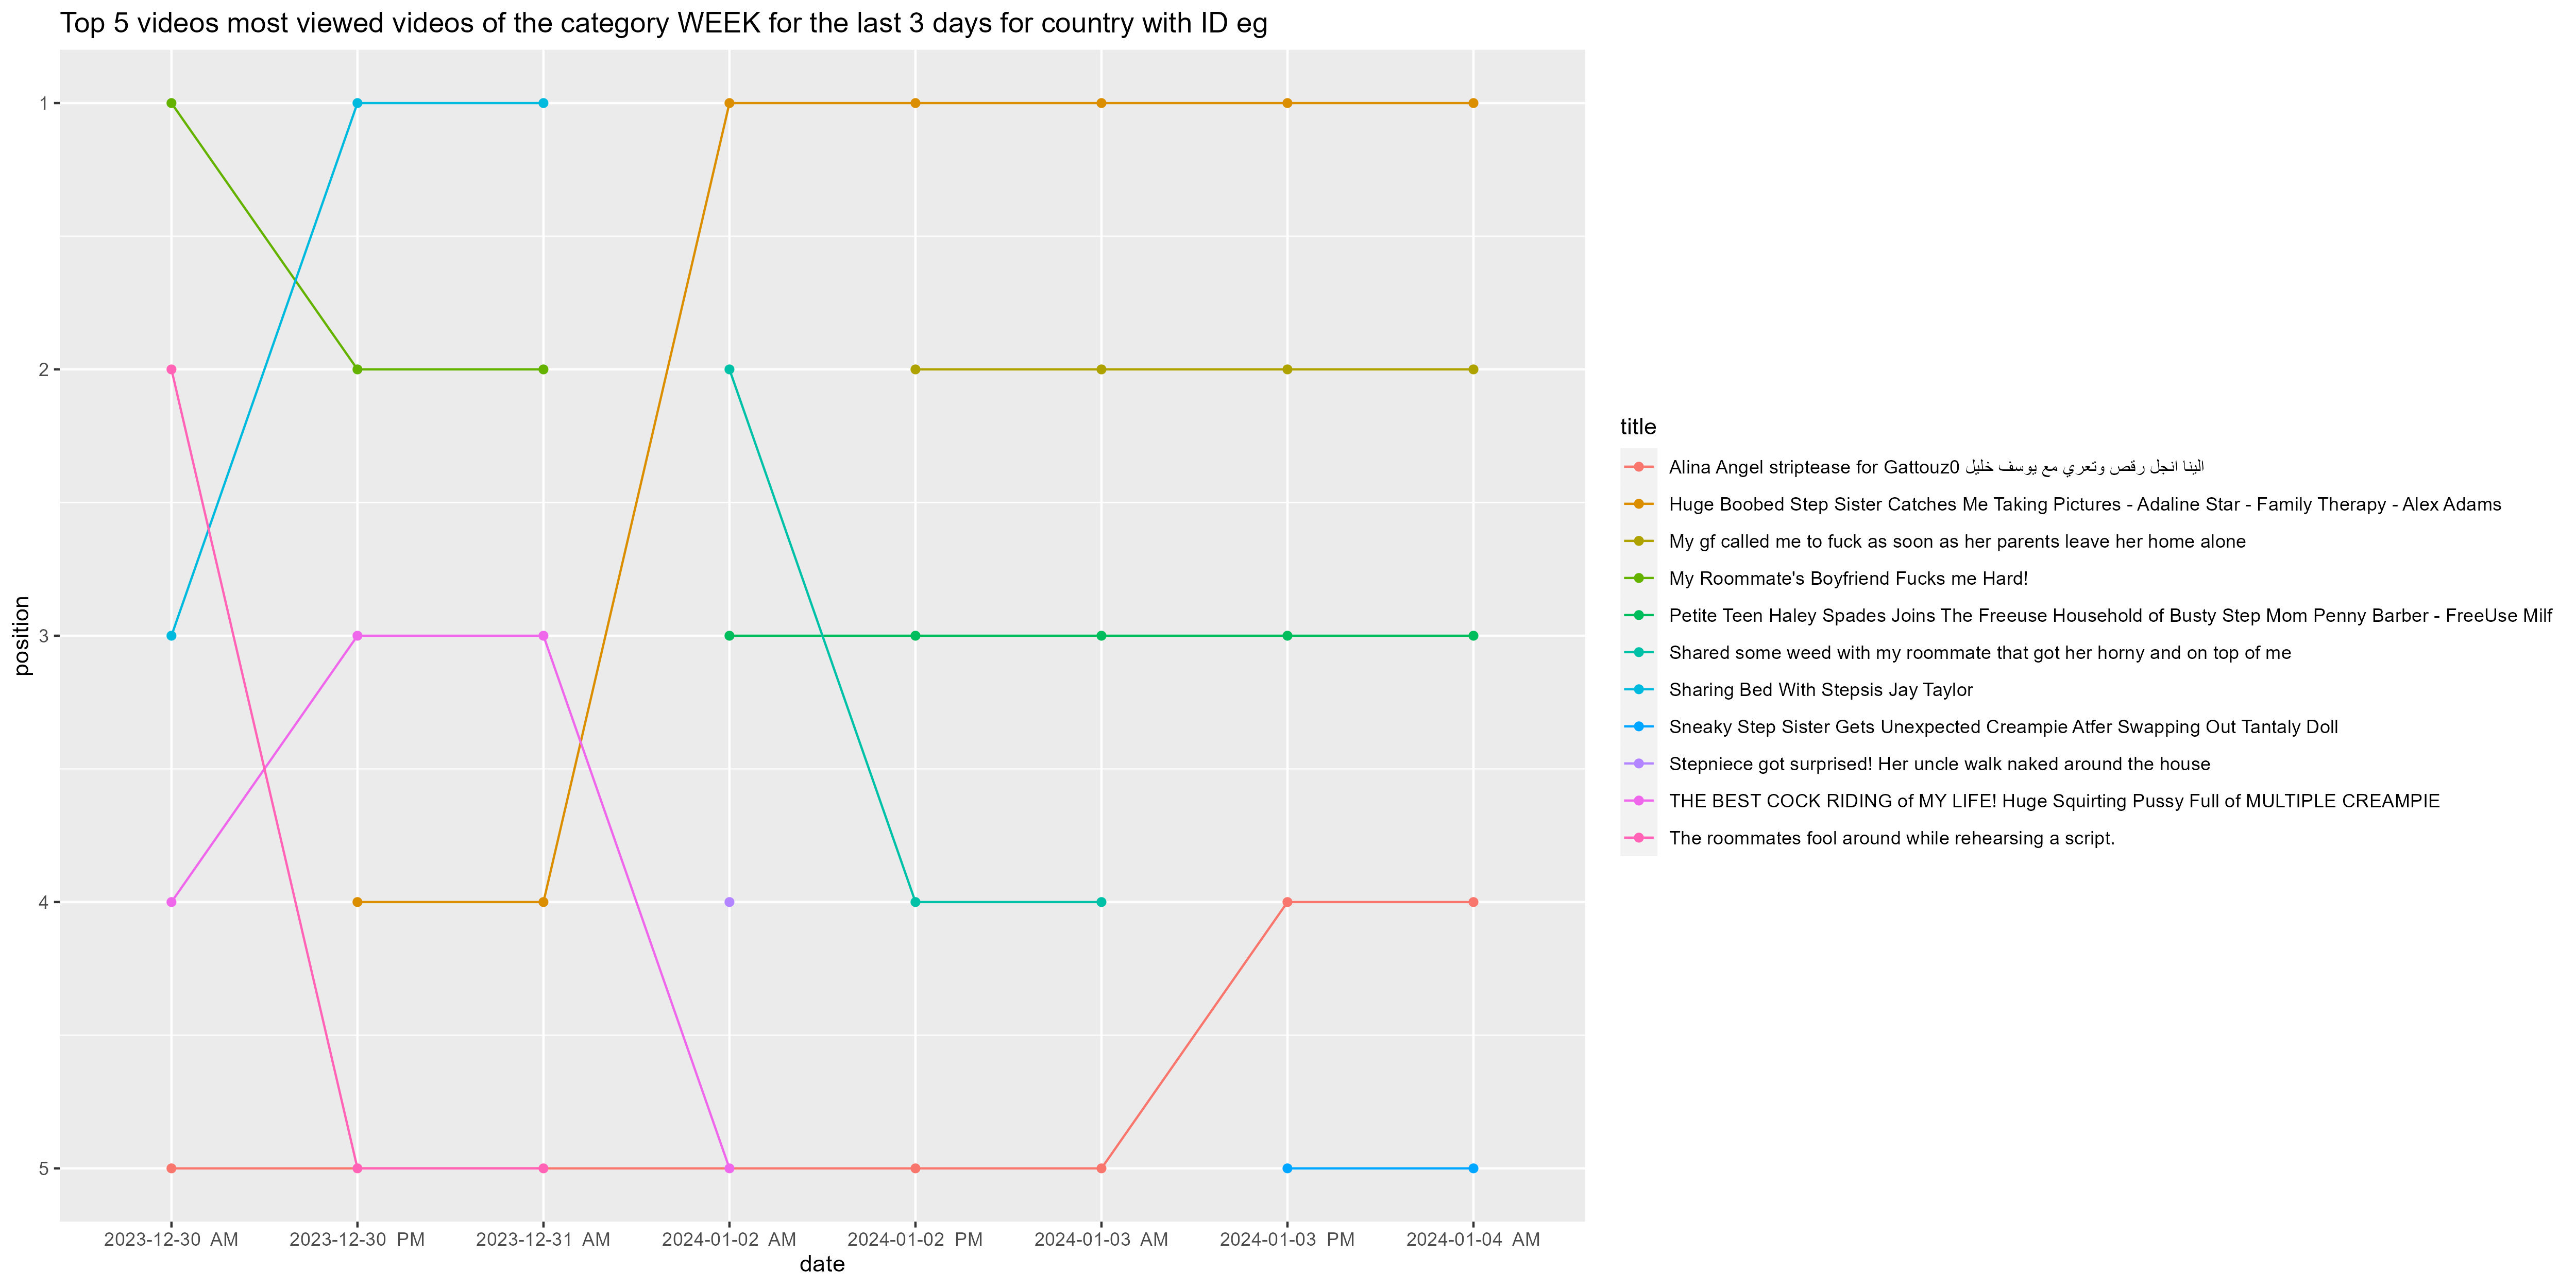 Top 5 videos most viewed videos of the category WEEK for the last 3 days for country with ID eg
position
1
2
3
4
5
2023-12-30 AM
2023-12-30 PM
2023-12-31 AM
2024-01-02 AM
2024-01-02 PM
2024-01-03 AM
2024-01-03 PM
2024-01-04 AM
date
title
Alina Angel striptease for Gattouz0 الينا انجل رقص وتعري مع يوسف خليل
Huge Boobed Step Sister Catches Me Taking Pictures - Adaline Star - Family Therapy - Alex Adams
My gf called me to fuck as soon as her parents leave her home alone
My Roommate's Boyfriend Fucks me Hard!
Petite Teen Haley Spades Joins The Freeuse Household of Busty Step Mom Penny Barber - FreeUse Milf
Shared some weed with my roommate that got her horny and on top of me
Sharing Bed With Stepsis Jay Taylor
Sneaky Step Sister Gets Unexpected Creampie Atfer Swapping Out Tantaly Doll
Stepniece got surprised! Her uncle walk naked around the house
THE BEST COCK RIDING of MY LIFE! Huge Squirting Pussy Full of MULTIPLE CREAMPIE
The roommates fool around while rehearsing a script.